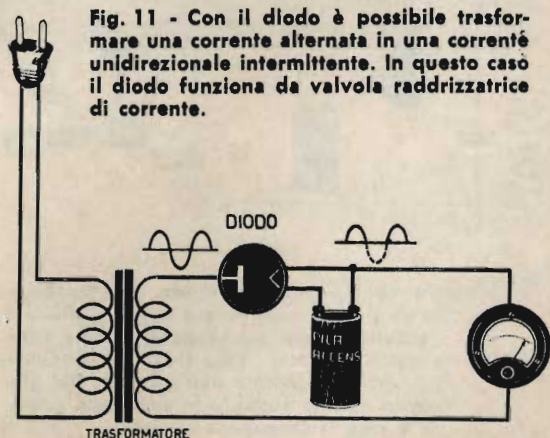 Fig. 11 - Con il diodo è possibile trasfor-
mare una corrente alternata in una corrente
unidirezionale intermittente. In questo caso
il diodo funziona da valvola raddrizzatrice
di corrente.
DIODO
PILA
ACCENS
TRASFORMATORE